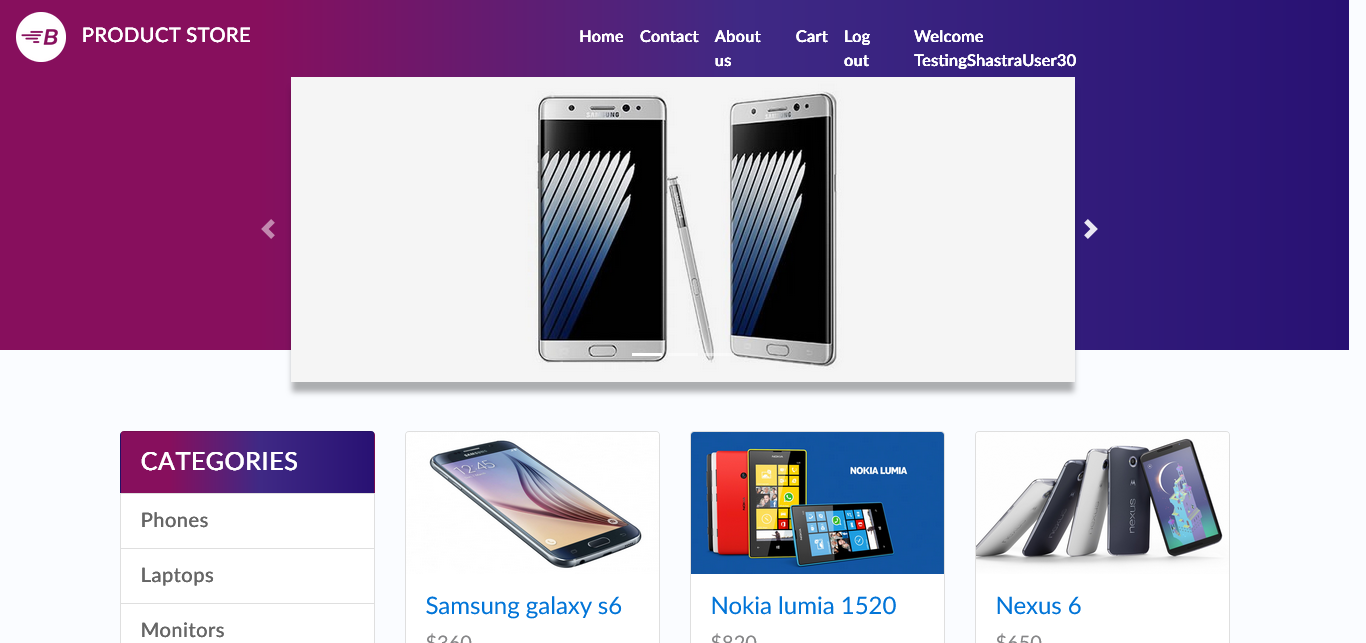 B PRODUCT STORE
Home Contact About us Cart Log out Welcome TestingShastraUser30
SAMSUNG SAMSUNG
CATEGORIES
Phones
Laptops
Monitors
12:45
NOKIA LUMIA
nexus
Samsung galaxy s6
$360
Nokia lumia 1520
$820
Nexus 6
$650